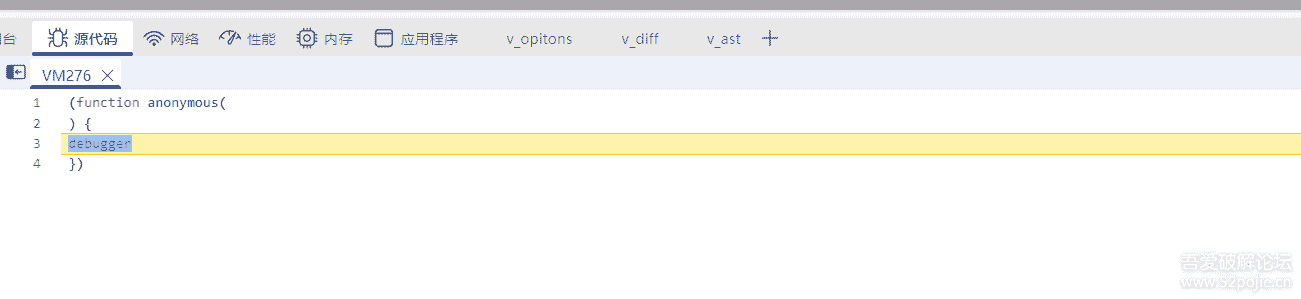 台 源代码 网络 性能 内存 应用程序 v_opitons v_diff v_ast
VM276
1 (function anonymous(
2 ) {
3 debugger
4 })
吾爱破解论坛
www.52pojie.cn